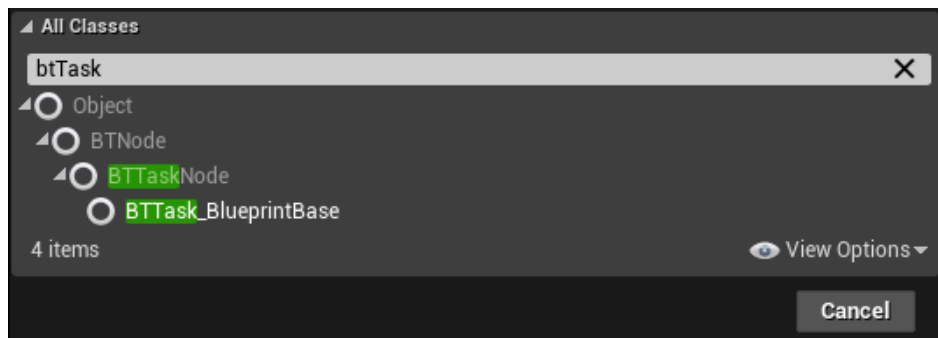 All Classes
btTask
Object
BTNode
BTTaskNode
BTTask_BlueprintBase
4 items View Options
Cancel